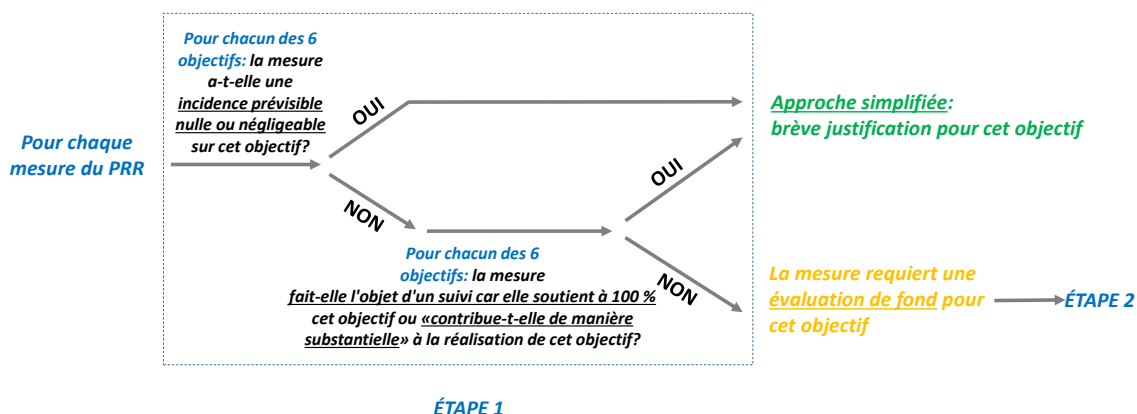 Pour chaque
mesure du PRR
Pour chacun des 6
objectifs: la mesure
a-t-elle une
incidence prévisible
nulle ou négligeable
sur cet objectif?
OUI
NON
Pour chacun des 6
objectifs: la mesure
fait-elle l'objet d'un suivi car elle soutient à 100 %
cet objectif ou «contribue-t-elle de manière
substantielle» à la réalisation de cet objectif?
OUI
NON
Approche simplifiée:
brève justification pour cet objectif
La mesure requiert une
évaluation de fond pour
cet objectif
ÉTAPE 2
ÉTAPE 1